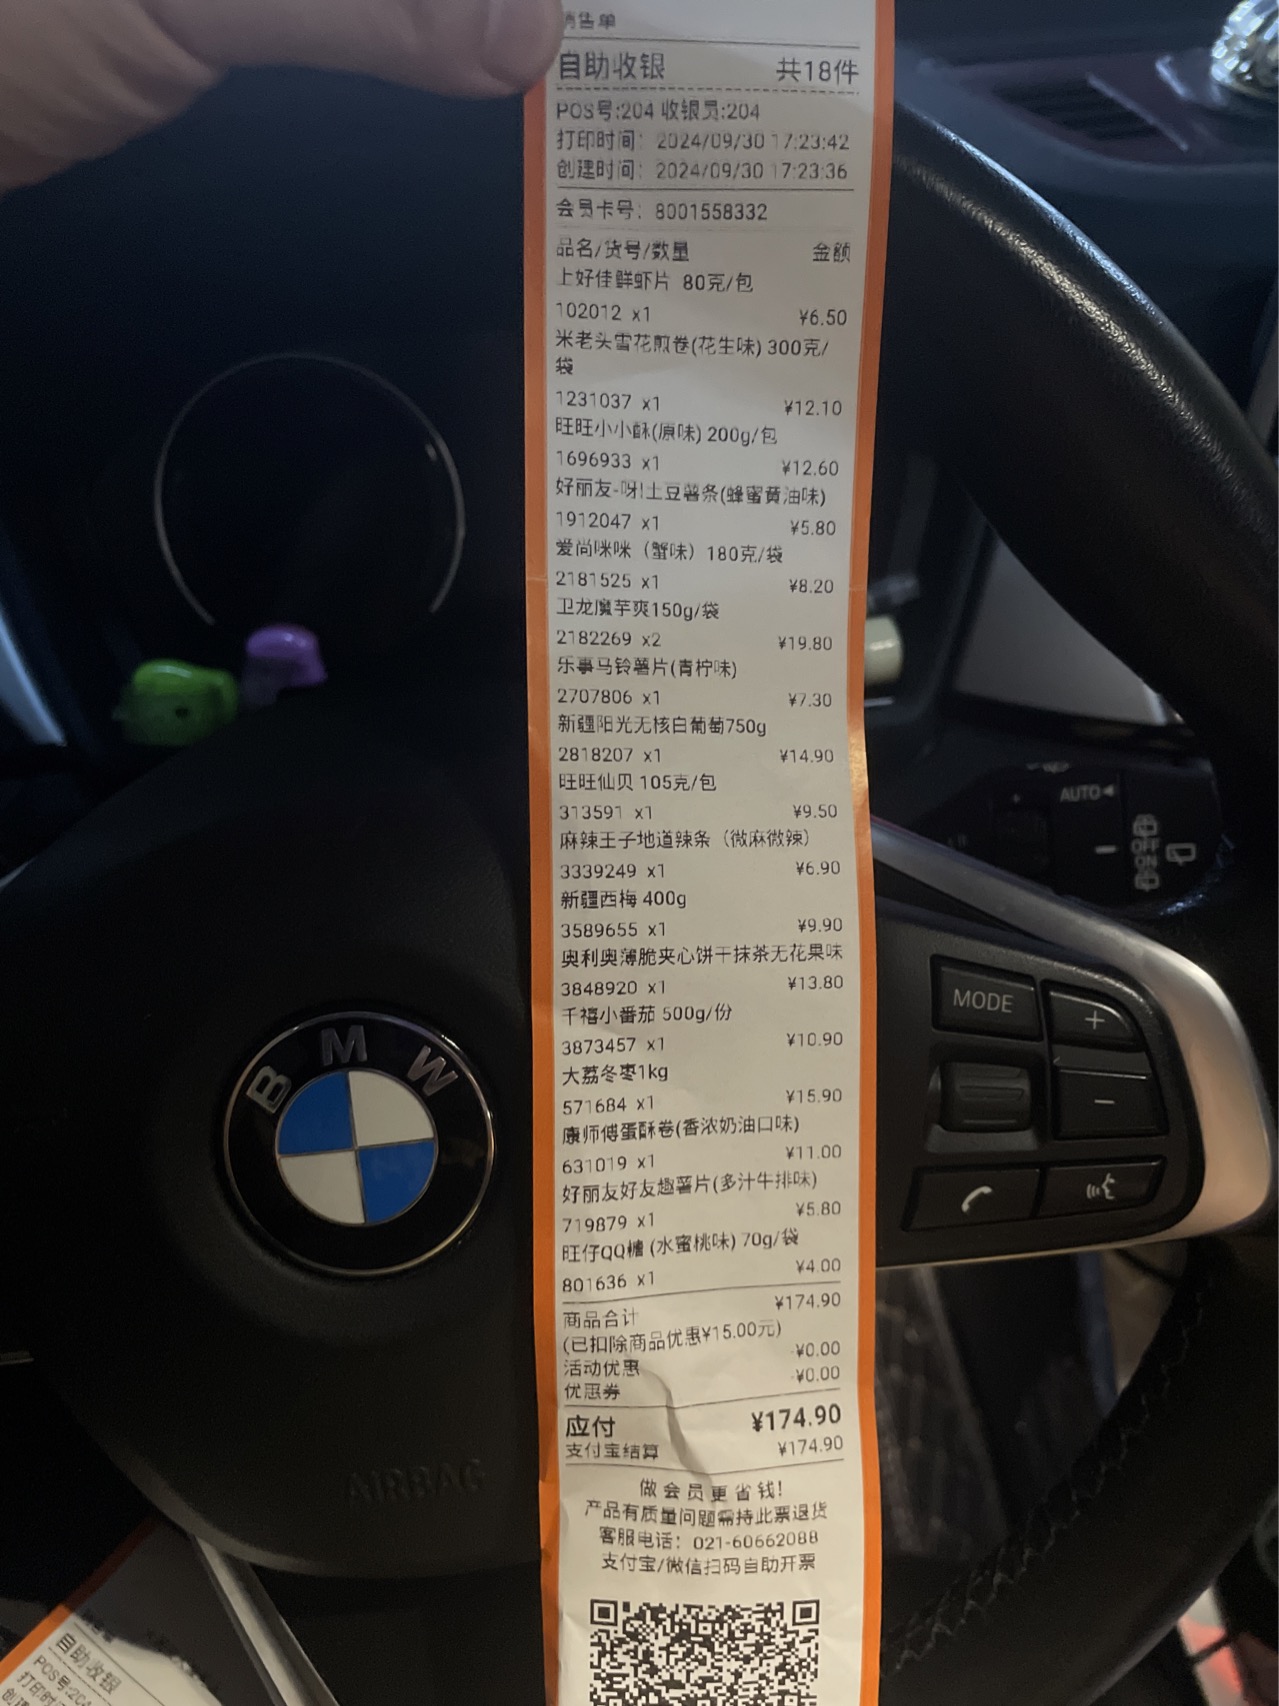 销售单
自助收银 共18件
POS号:204 收银员:204
打印时间: 2024/09/30 17:23:42
创建时间: 2024/09/30 17:23:36
会员卡号: 8001558332
品名/货号/数量 金额
上好佳鲜虾片 80克/包
102012 x1 ¥6.50
米老头雪花煎卷(花生味) 300克/
袋
1231037 x1 ¥12.10
旺旺小小酥(原味) 200g/包
1696933 x1 ¥12.60
好丽友-呀!土豆薯条(蜂蜜黄油味)
1912047 x1 ¥5.80
爱尚咪咪（蟹味）180克/袋
2181525 x1 ¥8.20
卫龙魔芋爽150g/袋
2182269 x2 ¥19.80
乐事马铃薯片(青柠味)
2707806 x1 ¥7.30
新疆阳光无核白葡萄750g
2818207 x1 ¥14.90
旺旺仙贝 105克/包
313591 x1 ¥9.50
麻辣王子地道辣条（微麻微辣）
3339249 x1 ¥6.90
新疆西梅 400g
3589655 x1 ¥9.90
奥利奥薄脆夹心饼干抹茶无花果味
3848920 x1 ¥13.80
千禧小番茄 500g/份
3873457 x1 ¥10.90
大荔冬枣1kg
571684 x1 ¥15.90
康师傅蛋酥卷(香浓奶油口味)
631019 x1 ¥11.00
好丽友好友趣薯片(多汁牛排味)
719879 x1 ¥5.80
旺仔QQ糖 (水蜜桃味) 70g/袋
801636 x1 ¥4.00
商品合计 ¥174.90
(已扣除商品优惠¥15.00元)
活动优惠 -¥0.00
优惠券 -¥0.00
应付 ¥174.90
支付宝结算 ¥174.90
做会员更省钱!
产品有质量问题需持此票退货
客服电话: 021-60662088
支付宝/微信扫码自助开票
BMW
AIRBAG
AUTO
OFF
ON
MODE
+
−
自助收银
POS号:204
打印时间